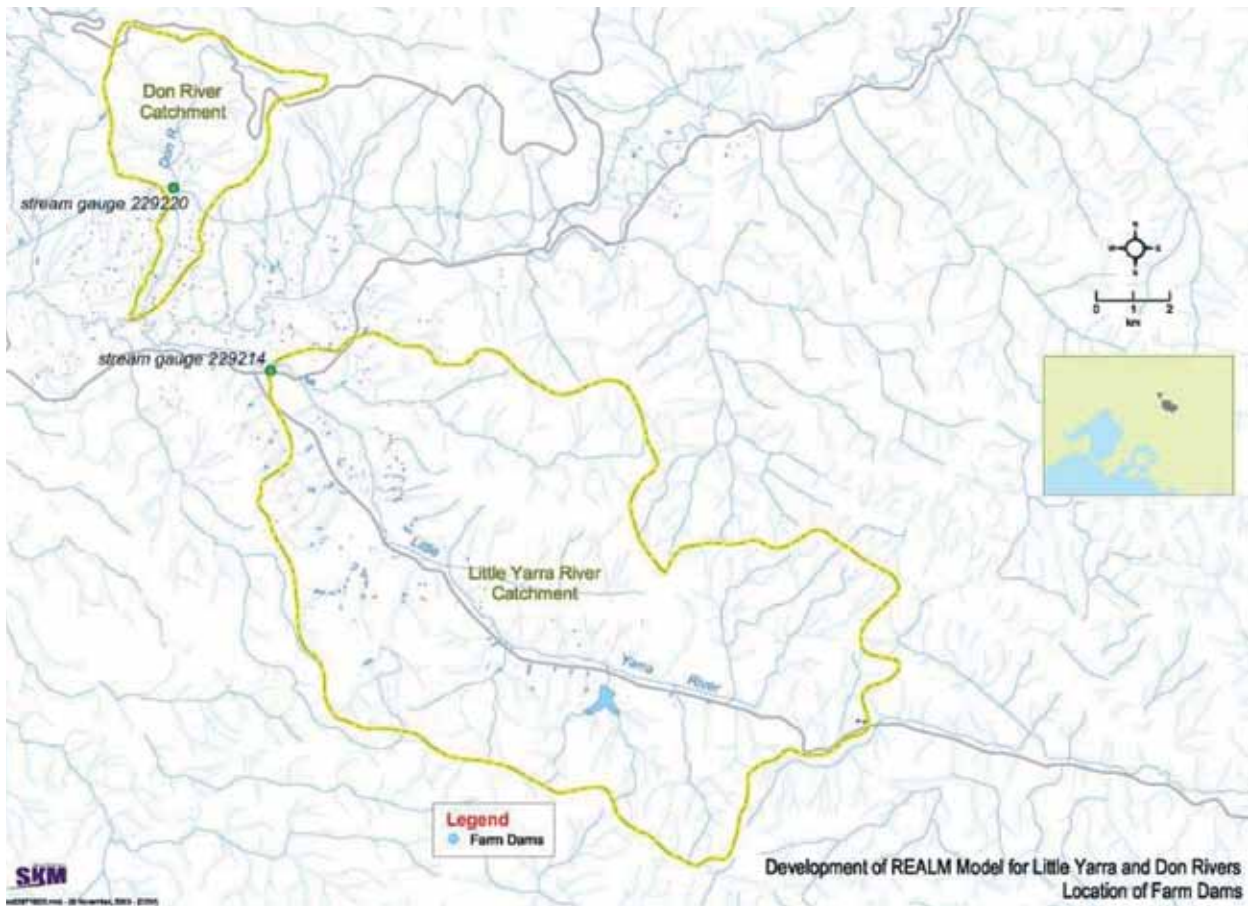 Don River
Catchment
Don R.
stream gauge 229220
N
W
E
S
0 1 2
km
stream gauge 229214
Little
Little Yarra River
Catchment
Yarra
River
Legend
Farm Dams
SKM
Development of REALM Model for Little Yarra and Don Rivers
Location of Farm Dams